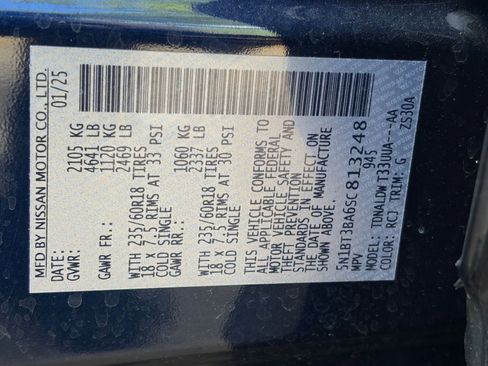 MFD BY NISSAN MOTOR CO.,LTD.
DATE: 01/25
GVWR: 2105 KG
4641 LB
GAWR FR.: 1120 KG
2469 LB
WITH 235/60R18 TIRES
18 X 7.5 RIMS AT 33 PSI
COLD SINGLE
GAWR RR.: 1060 KG
2337 LB
WITH 235/60R18 TIRES
18 X 7.5 RIMS AT 30 PSI
COLD SINGLE
THIS VEHICLE CONFORMS TO
ALL APPLICABLE FEDERAL
MOTOR VEHICLE SAFETY AND
THEFT PREVENTION
STANDARDS IN EFFECT ON
THE DATE OF MANUFACTURE
SHOWN ABOVE.
5N1BT3BA6SC813248
MPV 945
MODEL: TDNALDWT33UUA---AA
COLOR: RCJ TRIM: G ZS30A